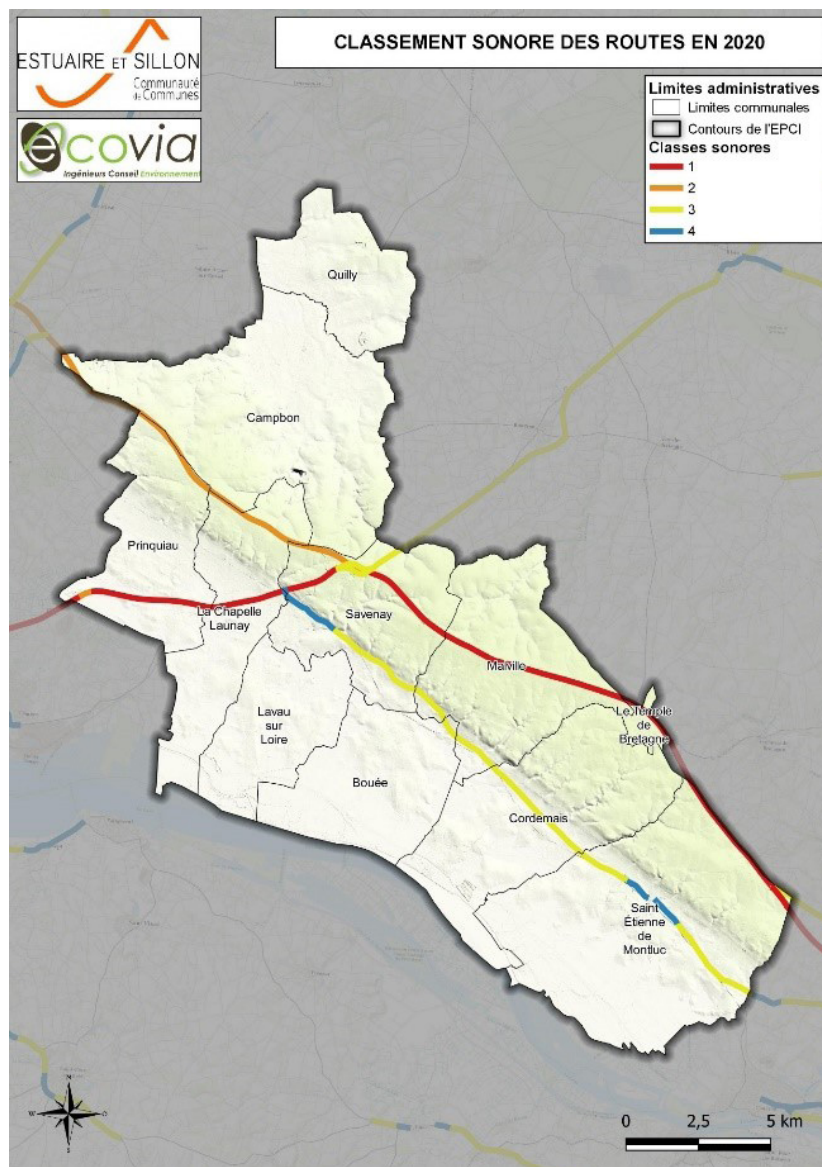 ESTUAIRE ET SILLON
Communauté
de Communes
écovia
Ingénieurs Conseil Environnement
CLASSEMENT SONORE DES ROUTES EN 2020
Limites administratives
Limites communales
Contours de l'EPCI
Classes sonores
1
2
3
4
Quilly
Campbon
Prinquiau
La Chapelle
Launay
Savenay
Malville
Le Temple
de
Bretagne
Lavau
sur
Loire
Bouée
Cordemais
Saint
Étienne
de
Montluc
N
W
O
S
0 2,5 5 km